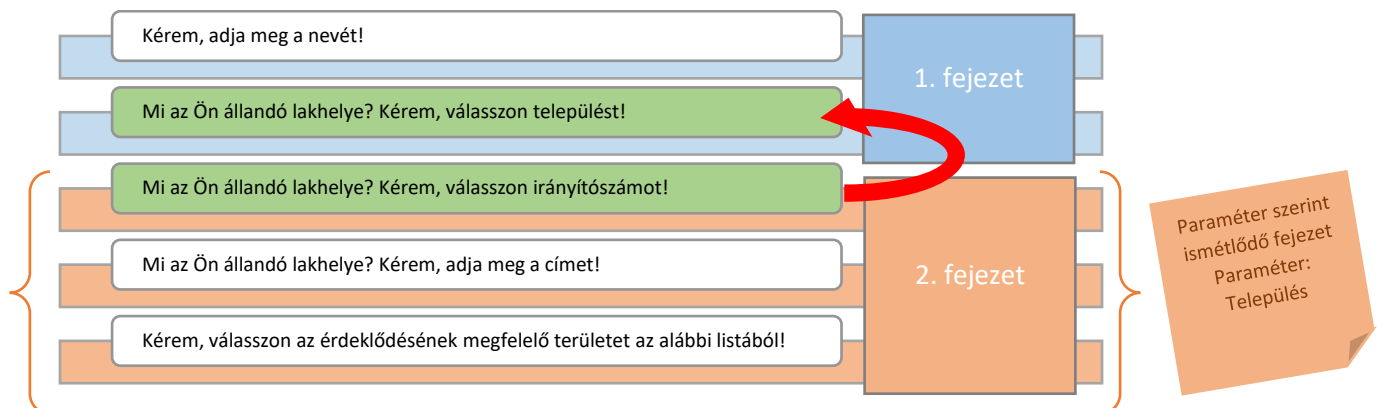 Kérem, adja meg a nevét!
Mi az Ön állandó lakhelye? Kérem, válasszon települést!
1. fejezet
Mi az Ön állandó lakhelye? Kérem, válasszon irányítószámot!
Mi az Ön állandó lakhelye? Kérem, adja meg a címet!
Kérem, válasszon az érdeklődésének megfelelő területet az alábbi listából!
2. fejezet
Paraméter szerint
ismétlődő fejezet
Paraméter:
Település